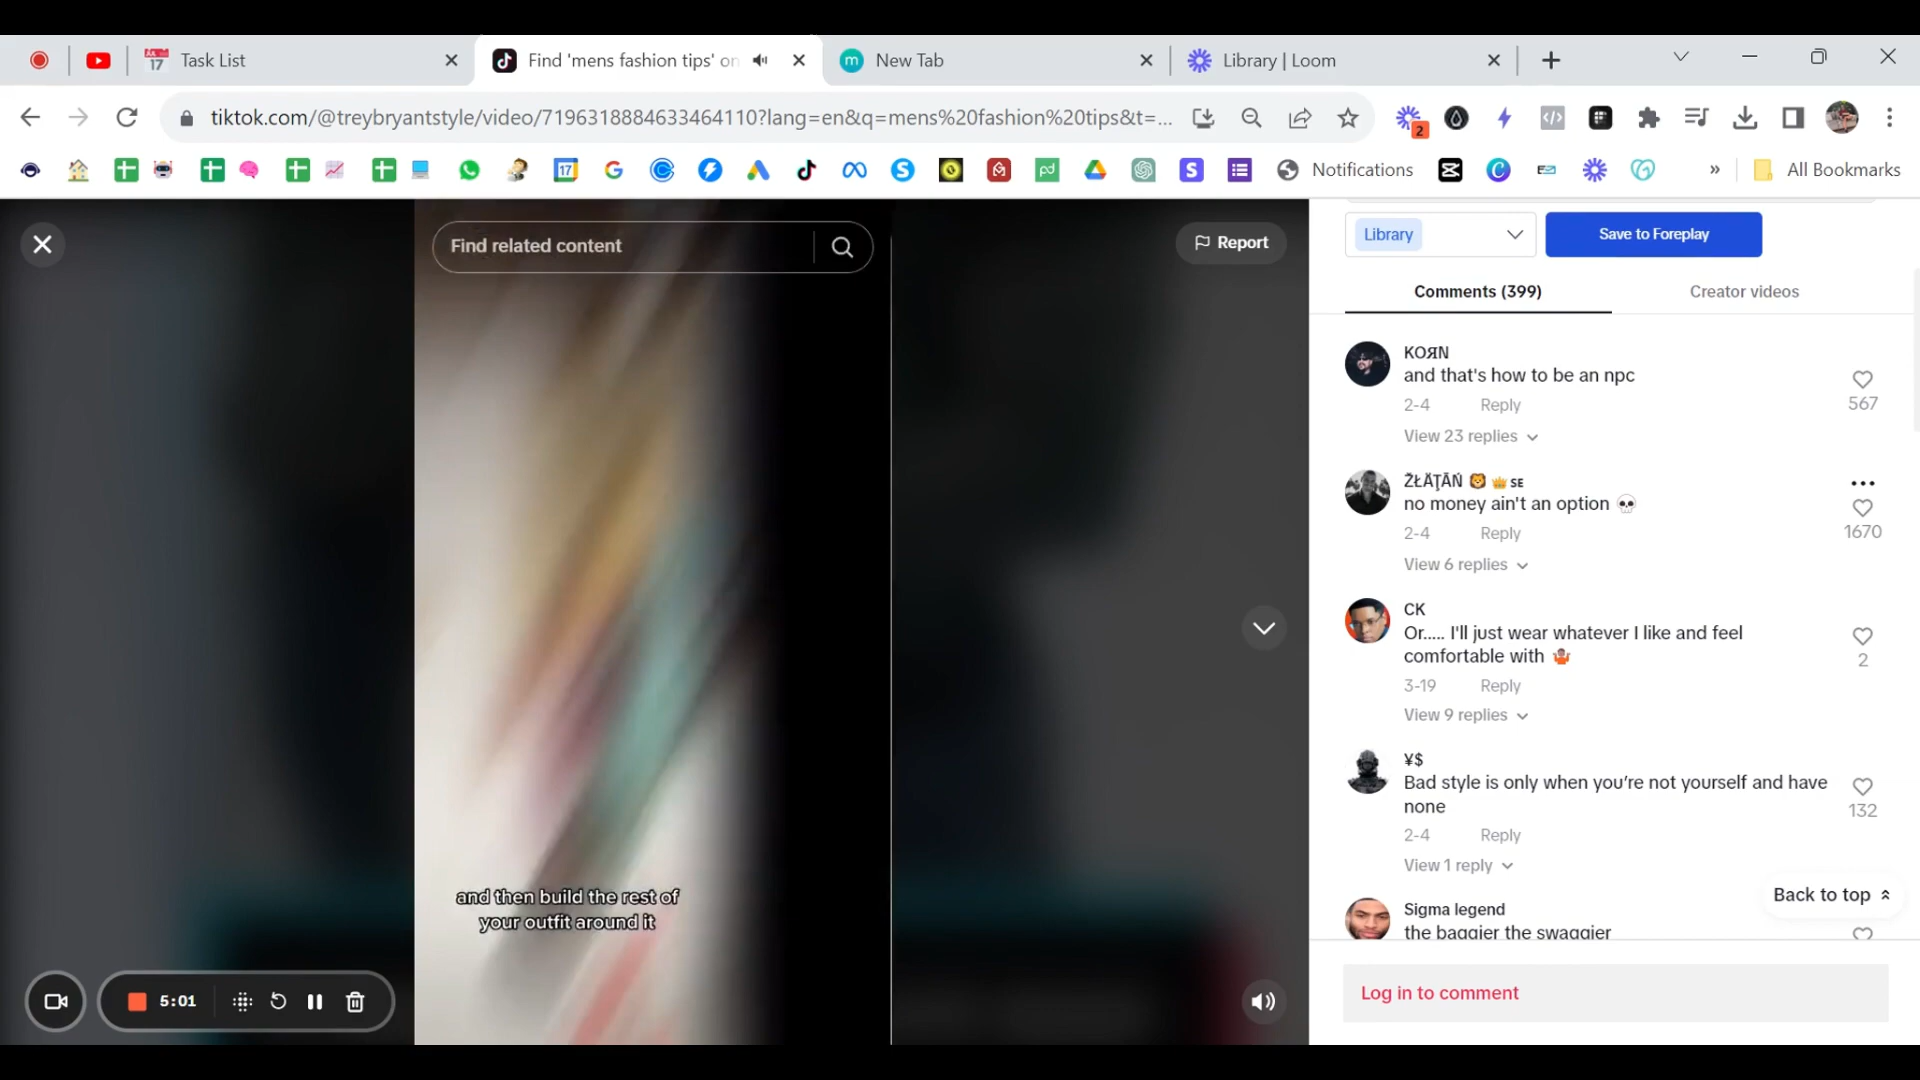 Task List
Find 'mens fashion tips' on
New Tab
Library | Loom
tiktok.com/@treybryantstyle/video/7196318884633464110?lang=en&q=mens%20fashion%20tips&t=...
2
17
Notifications
All Bookmarks
Find related content
Report
and then build the rest of
your outfit around it
5:01
Library
Save to Foreplay
Comments (399)
Creator videos
KOЯN
and that's how to be an npc
567
2-4 Reply
View 23 replies
ŽŁÄŢĂŃ 🦁 👑 SE
no money ain't an option 💀
1670
2-4 Reply
View 6 replies
CK
Or..... I'll just wear whatever I like and feel
comfortable with 🤷🏽‍♂️
2
3-19 Reply
View 9 replies
¥$
Bad style is only when you're not yourself and have
none
132
2-4 Reply
View 1 reply
Back to top
Sigma legend
the baggier the swaggier
Log in to comment